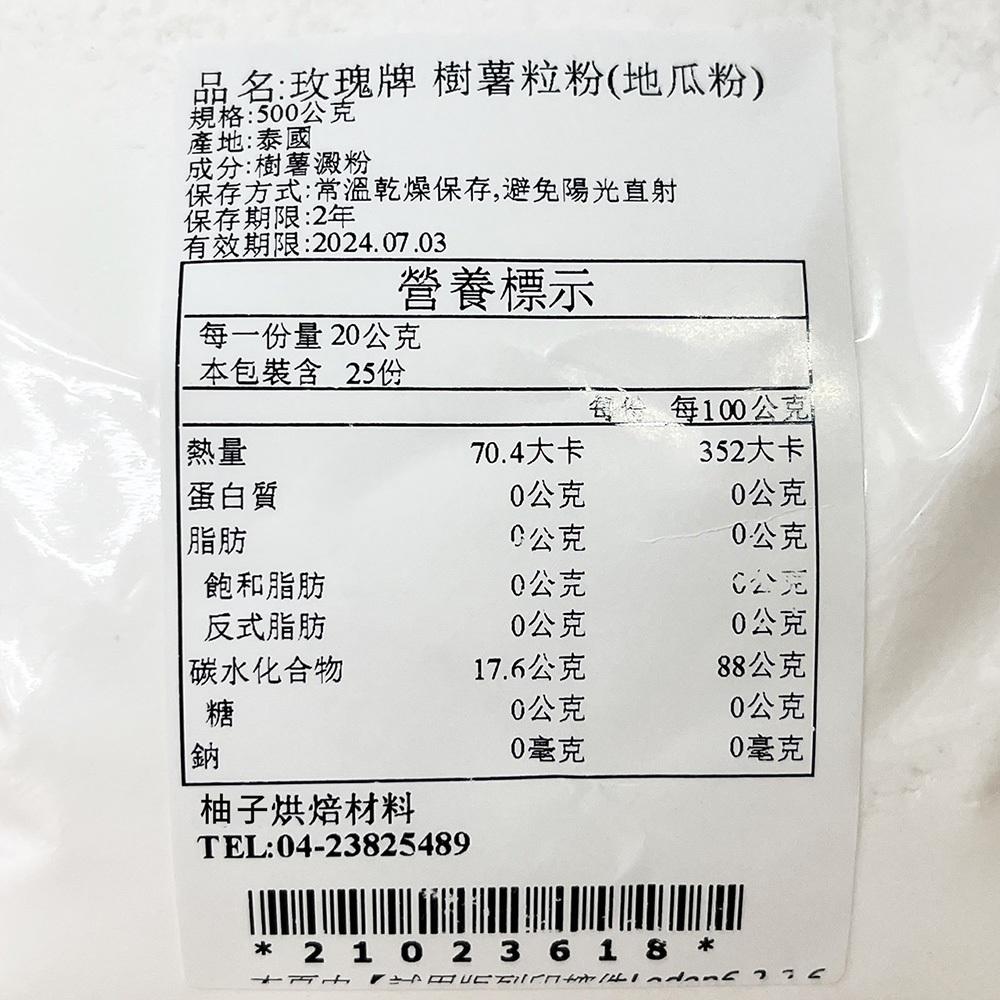 品名:玫瑰牌 樹薯粒粉(地瓜粉)
規格:500公克
產地:泰國
成分:樹薯澱粉
保存方式:常溫乾燥保存,避免陽光直射
保存期限:2年
有效期限:2024.07.03
營養標示
每一份量 20公克
本包裝含 25份
每份 每100公克
熱量 70.4大卡 352大卡
蛋白質 0公克 0公克
脂肪 0公克 0公克
飽和脂肪 0公克 0公克
反式脂肪 0公克 0公克
碳水化合物 17.6公克 88公克
糖 0公克 0公克
鈉 0毫克 0毫克
柚子烘焙材料
TEL:04-23825489
*21023618*